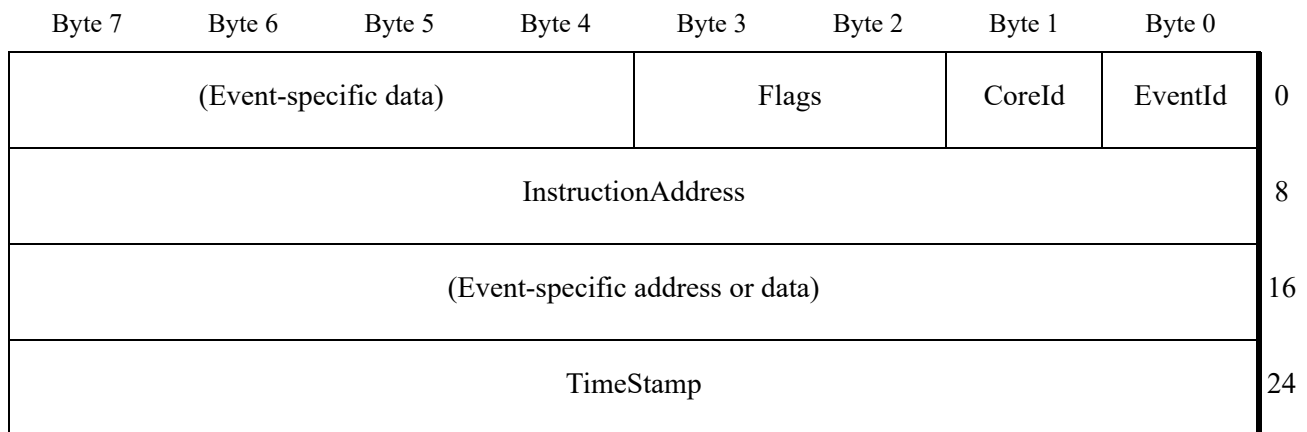 Byte 7 Byte 6 Byte 5 Byte 4 Byte 3 Byte 2 Byte 1 Byte 0
(Event-specific data) Flags CoreId EventId 0
InstructionAddress 8
(Event-specific address or data) 16
TimeStamp 24